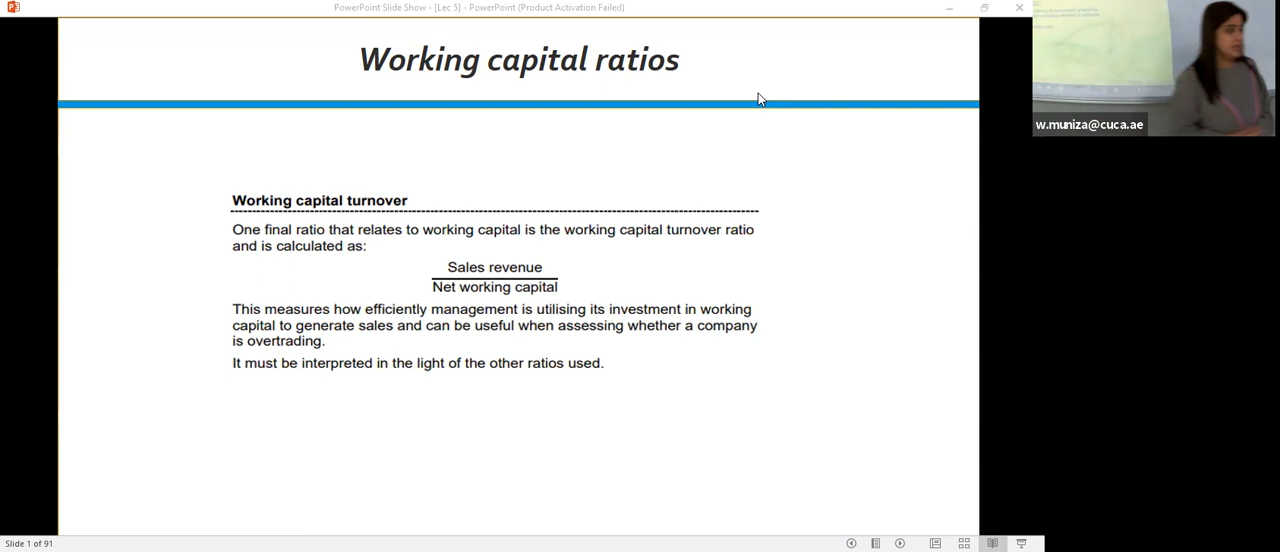 PowerPoint Slide Show - [Lec 5] - PowerPoint (Product Activation Failed)
Working capital ratios
w.muniza@cuca.ae
Working capital turnover
One final ratio that relates to working capital is the working capital turnover ratio
and is calculated as:
Sales revenue
Net working capital
This measures how efficiently management is utilising its investment in working
capital to generate sales and can be useful when assessing whether a company
is overtrading.
It must be interpreted in the light of the other ratios used.
Slide 1 of 91